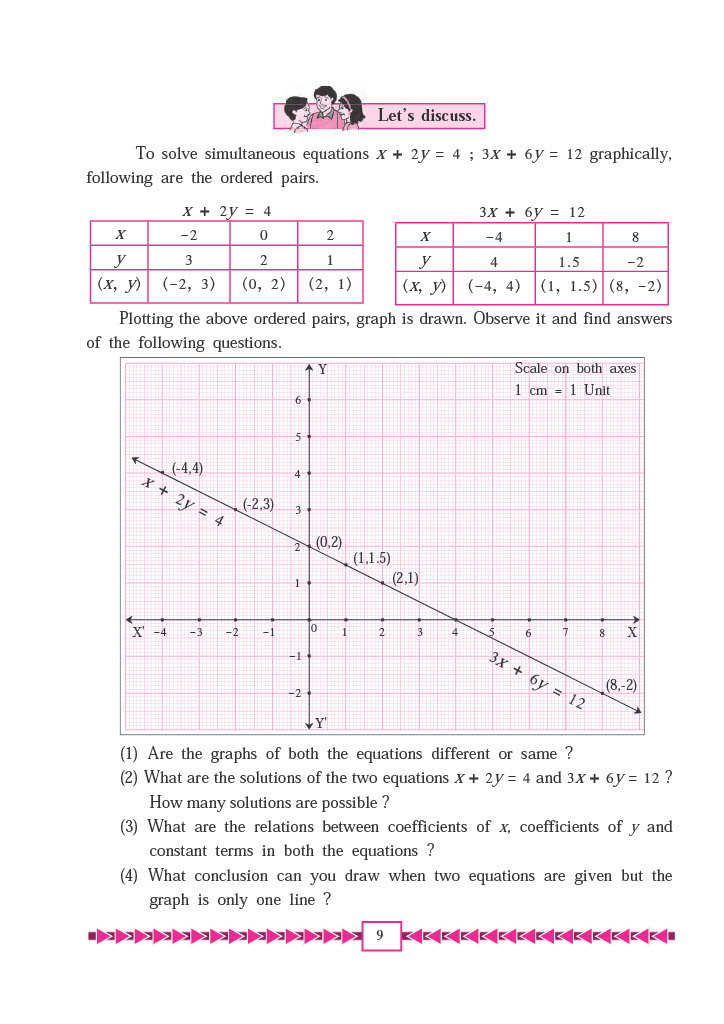 Let's discuss.
To solve simultaneous equations x + 2y = 4 ; 3x + 6y = 12 graphically,
following are the ordered pairs.
x + 2y = 4
x -2 0 2
y 3 2 1
(x, y) (-2, 3) (0, 2) (2, 1)
3x + 6y = 12
x -4 1 8
y 4 1.5 -2
(x, y) (-4, 4) (1, 1.5) (8, -2)
Plotting the above ordered pairs, graph is drawn. Observe it and find answers
of the following questions.
Y
Scale on both axes
1 cm = 1 Unit
6
5
4
(-4,4)
x + 2y = 4
3
(-2,3)
2
(0,2)
(1,1.5)
1
(2,1)
X' -4 -3 -2 -1 0 1 2 3 4 5 6 7 8 X
-1
3x + 6y = 12
-2
(8,-2)
Y'
(1) Are the graphs of both the equations different or same ?
(2) What are the solutions of the two equations x + 2y = 4 and 3x + 6y = 12 ?
How many solutions are possible ?
(3) What are the relations between coefficients of x, coefficients of y and
constant terms in both the equations ?
(4) What conclusion can you draw when two equations are given but the
graph is only one line ?
9